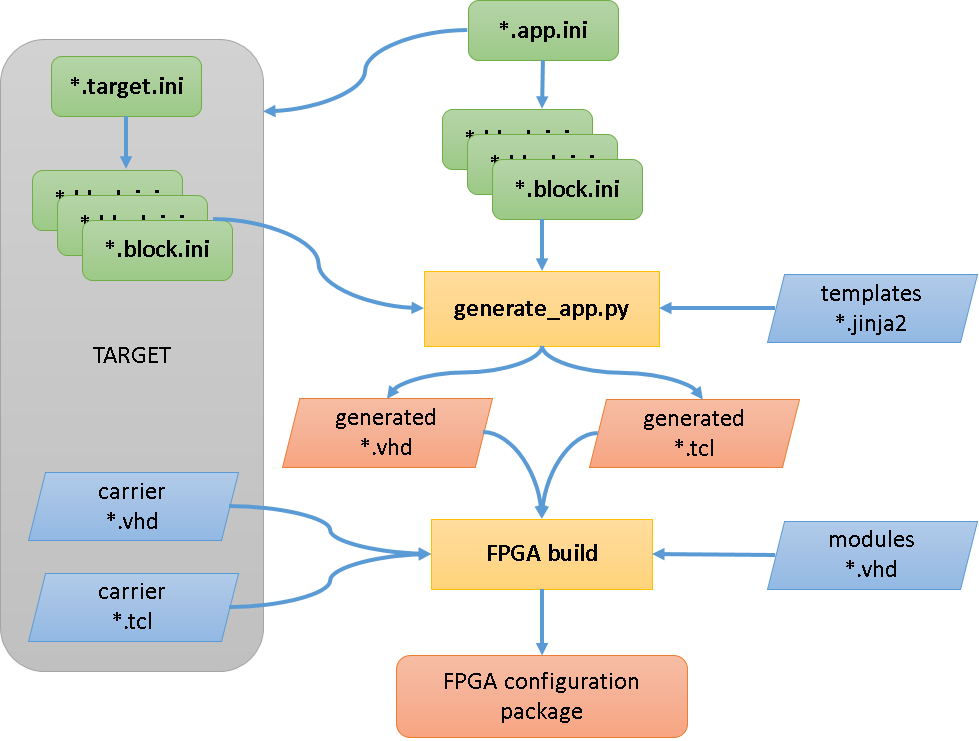 *.app.ini
*.target.ini
*.block.ini
*.block.ini
generate_app.py
templates
*.jinja2
TARGET
generated
*.vhd
generated
*.tcl
carrier
*.vhd
FPGA build
modules
*.vhd
carrier
*.tcl
FPGA configuration
package